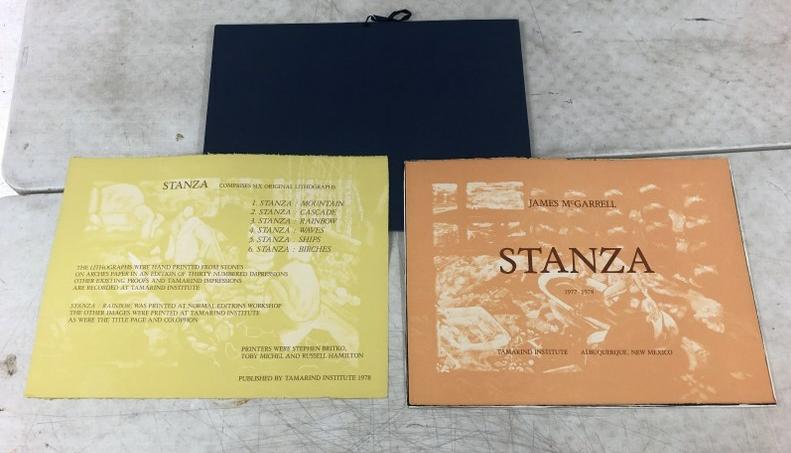 STANZA COMPRISES SIX ORIGINAL LITHOGRAPHS
1. STANZA : MOUNTAIN
2. STANZA : CASCADE
3. STANZA : RAINBOW
4. STANZA : WAVES
5. STANZA : SHIPS
6. STANZA : BIRCHES
THE LITHOGRAPHS WERE HAND PRINTED FROM STONES
ON ARCHES PAPER IN AN EDITION OF THIRTY NUMBERED IMPRESSIONS
OTHER EXISTING PROOFS AND TAMARIND IMPRESSIONS
ARE RECORDED AT TAMARIND INSTITUTE
STANZA : RAINBOW, WAS PRINTED AT NORMAL EDITIONS WORKSHOP
THE OTHER IMAGES WERE PRINTED AT TAMARIND INSTITUTE
AS WERE THE TITLE PAGE AND COLOPHON
PRINTERS WERE STEPHEN BRITKO,
TOBY MICHEL AND RUSSELL HAMILTON
PUBLISHED BY TAMARIND INSTITUTE 1978
JAMES McGARRELL
STANZA
1977-1978
TAMARIND INSTITUTE ALBUQUERQUE, NEW MEXICO